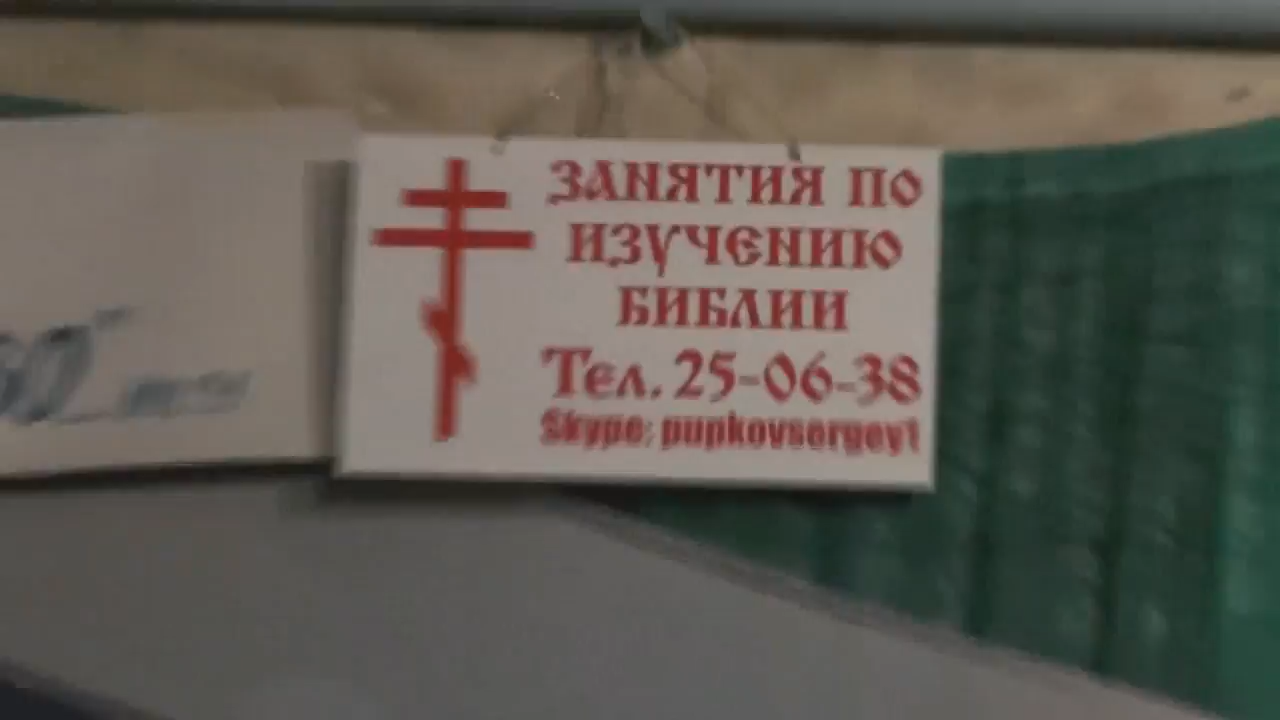 ЗАНЯТИЯ ПО
ИЗУЧЕНИЮ
БИБЛИИ
Тел. 25-06-38
Skype: pupkovsergey1